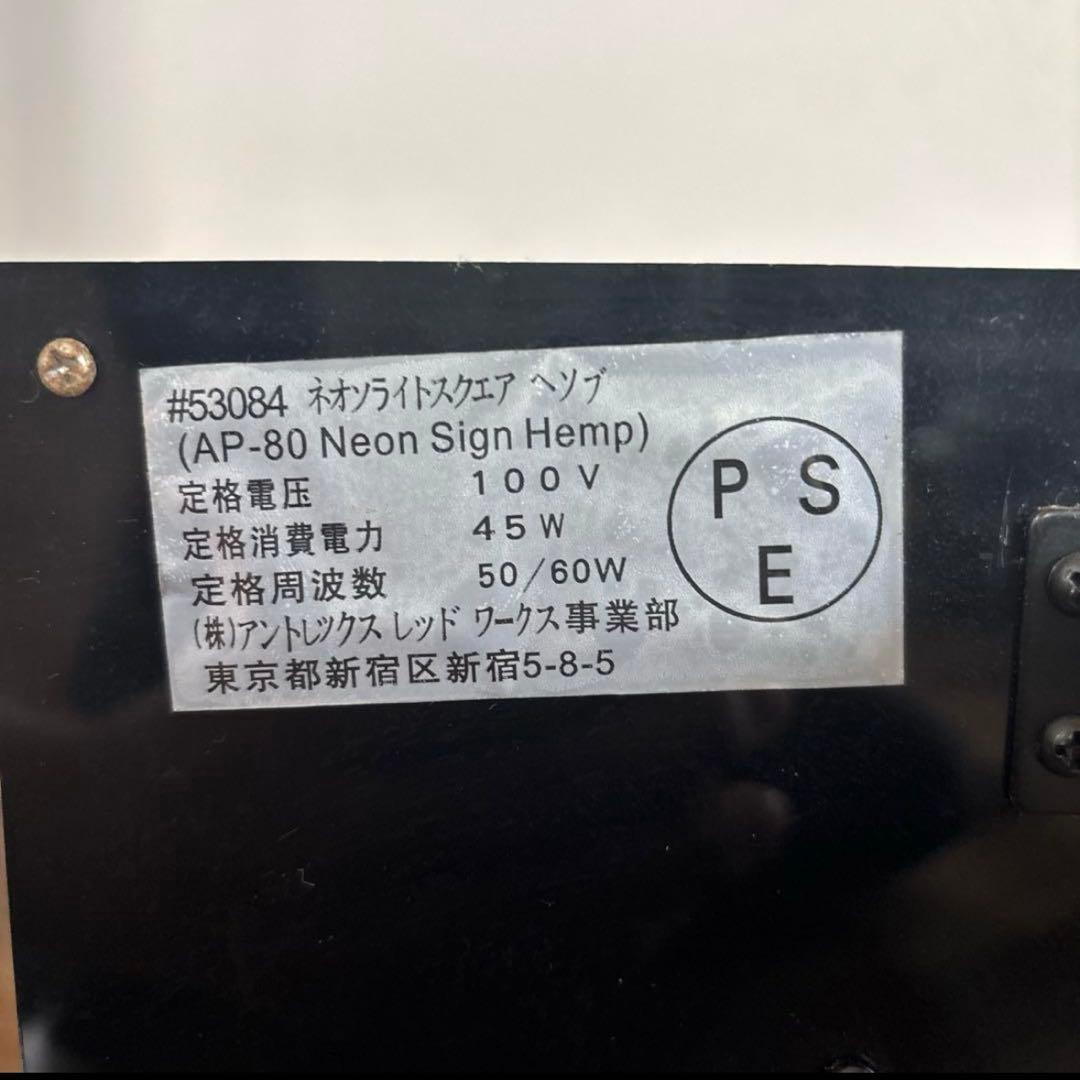 #53084 ネオソライトスクエア ヘソブ
(AP-80 Neon Sign Hemp)
定格電圧 100V
定格消費電力 45W
定格周波数 50/60W
(株)アントレックス レッド ワークス事業部
東京都新宿区新宿5-8-5
P S
E